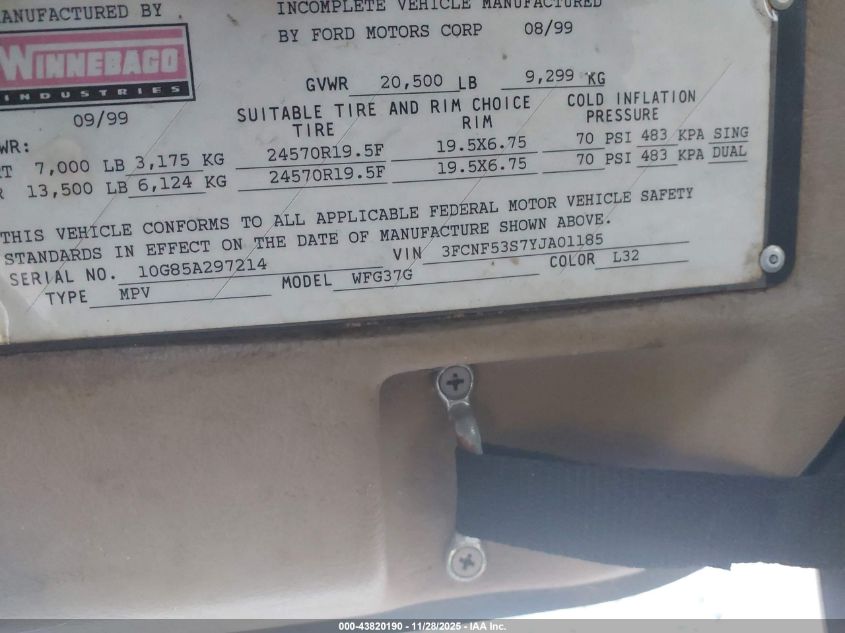 MANUFACTURED BY
WINNEBAGO
INDUSTRIES
09/99
INCOMPLETE VEHICLE MANUFACTURED
BY FORD MOTORS CORP 08/99
GVWR 20,500 LB 9,299 KG
SUITABLE TIRE AND RIM CHOICE
TIRE RIM
COLD INFLATION
PRESSURE
WR:
T 7,000 LB 3,175 KG 24570R19.5F 19.5X6.75 70 PSI 483 KPA SING
R 13,500 LB 6,124 KG 24570R19.5F 19.5X6.75 70 PSI 483 KPA DUAL
THIS VEHICLE CONFORMS TO ALL APPLICABLE FEDERAL MOTOR VEHICLE SAFETY
STANDARDS IN EFFECT ON THE DATE OF MANUFACTURE SHOWN ABOVE.
SERIAL NO. 10G85A297214 VIN 3FCNF53S7YJA01185
TYPE MPV MODEL WFG37G COLOR L32
000-43820190 - 11/28/2025 - IAA Inc.